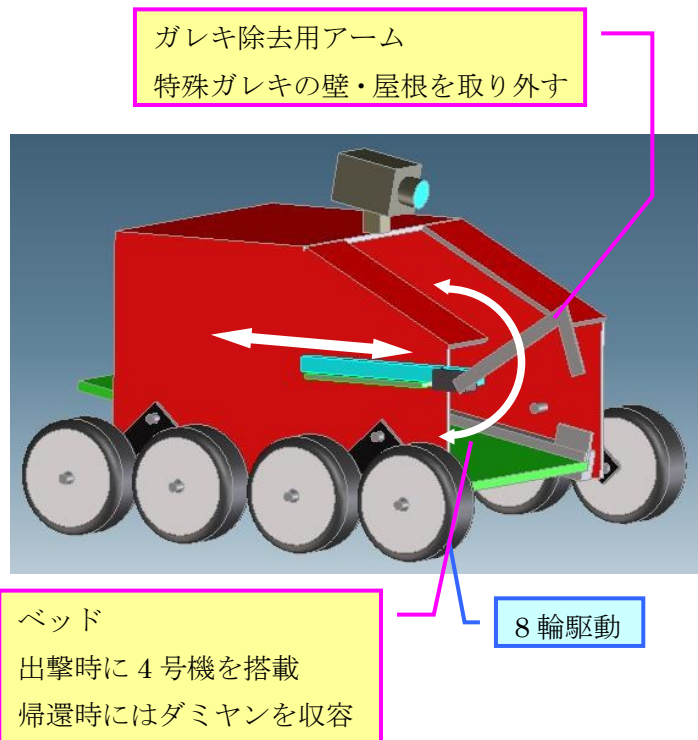 ガレキ除去用アーム
特殊ガレキの壁・屋根を取り外す
ベッド
出撃時に 4 号機を搭載
帰還時にはダミヤンを収容
8 輪駆動